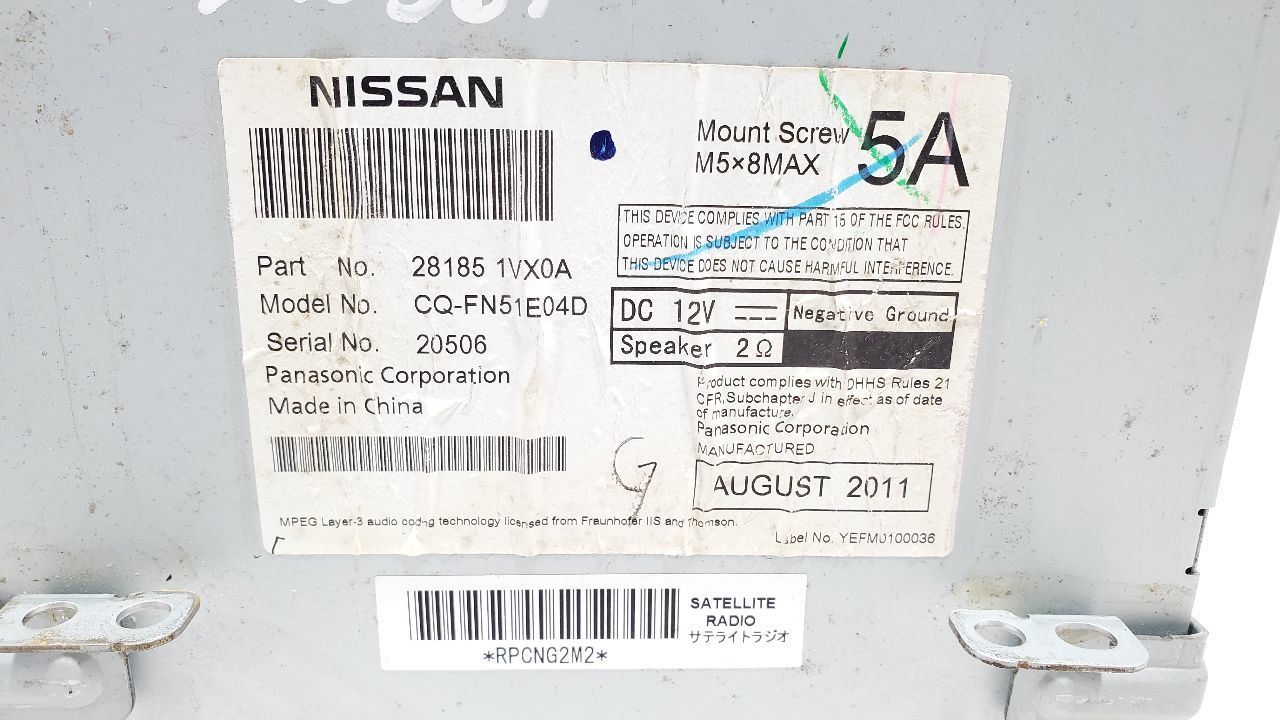 NISSAN
Mount Screw
M5×8MAX
5A
THIS DEVICE COMPLIES WITH PART 15 OF THE FCC RULES.
OPERATION IS SUBJECT TO THE CONDITION THAT
THIS DEVICE DOES NOT CAUSE HARMFUL INTERFERENCE.
Part No. 28185 1VX0A
Model No. CQ-FN51E04D
Serial No. 20506
Panasonic Corporation
Made in China
DC 12V
Negative Ground
Speaker 2Ω
Product complies with DHHS Rules 21
CFR,Subchapter J in effect as of date
of manufacture.
Panasonic Corporation
MANUFACTURED
AUGUST 2011
G
MPEG Layer-3 audio coding technology licensed from Fraunhofer IIS and Thomson.
Label No. YEFM0100036
SATELLITE
RADIO
サテライトラジオ
*RPCNG2M2*